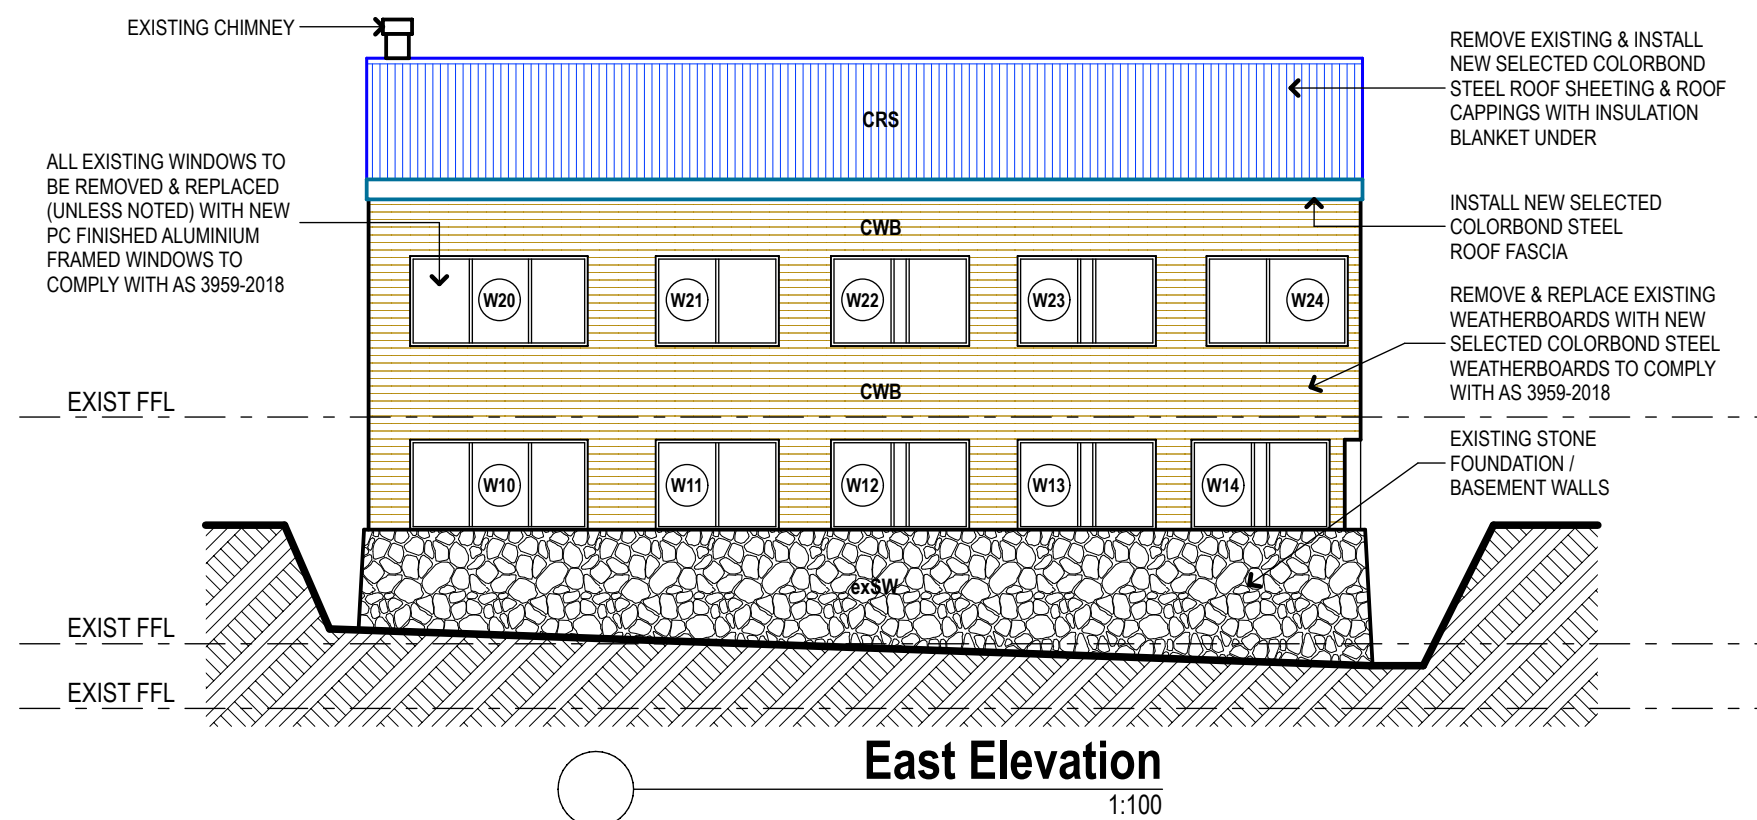 EXISTING CHIMNEY
REMOVE EXISTING & INSTALL
NEW SELECTED COLORBOND
STEEL ROOF SHEETING & ROOF
CAPPINGS WITH INSULATION
BLANKET UNDER
CRS
ALL EXISTING WINDOWS TO
BE REMOVED & REPLACED
(UNLESS NOTED) WITH NEW
PC FINISHED ALUMINIUM
FRAMED WINDOWS TO
COMPLY WITH AS 3959-2018
INSTALL NEW SELECTED
COLORBOND STEEL
ROOF FASCIA
CWB
W20
W21
W22
W23
W24
REMOVE & REPLACE EXISTING
WEATHERBOARDS WITH NEW
SELECTED COLORBOND STEEL
WEATHERBOARDS TO COMPLY
WITH AS 3959-2018
CWB
EXIST FFL
EXISTING STONE
FOUNDATION /
BASEMENT WALLS
W10
W11
W12
W13
W14
exSW
EXIST FFL
EXIST FFL
East Elevation
1:100